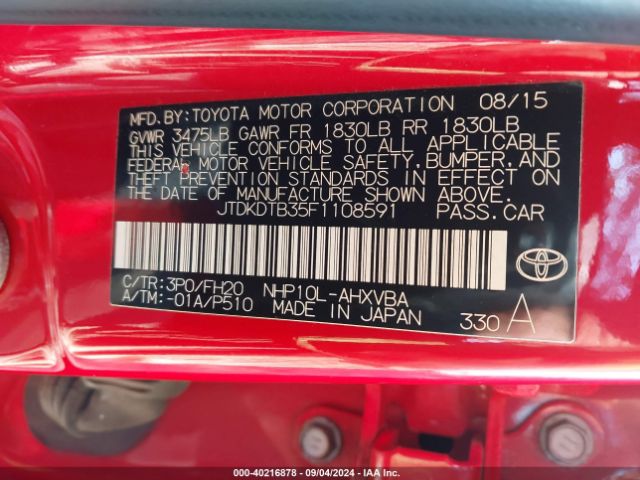 MFD.BY: TOYOTA MOTOR CORPORATION 08/15
GVWR 3475LB GAWR FR 1830LB RR 1830LB
THIS VEHICLE CONFORMS TO ALL APPLICABLE
FEDERAL MOTOR VEHICLE SAFETY, BUMPER, AND
THEFT PREVENTION STANDARDS IN EFFECT ON
THE DATE OF MANUFACTURE SHOWN ABOVE.
JTDKDTB35F1108591 PASS.CAR
C/TR:3P0/FH20 NHP10L-AHXVBA
A/TM:-01A/P510 MADE IN JAPAN 330 A
000-40216878 - 09/04/2024 - IAA Inc.